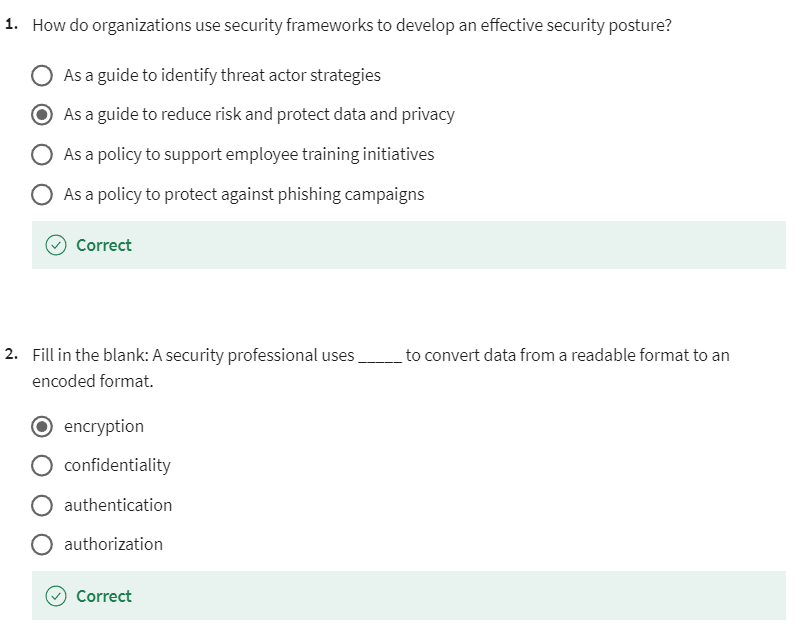 1. How do organizations use security frameworks to develop an effective security posture?
As a guide to identify threat actor strategies
As a guide to reduce risk and protect data and privacy
As a policy to support employee training initiatives
As a policy to protect against phishing campaigns
Correct
2. Fill in the blank: A security professional uses _____ to convert data from a readable format to an
encoded format.
encryption
confidentiality
authentication
authorization
Correct